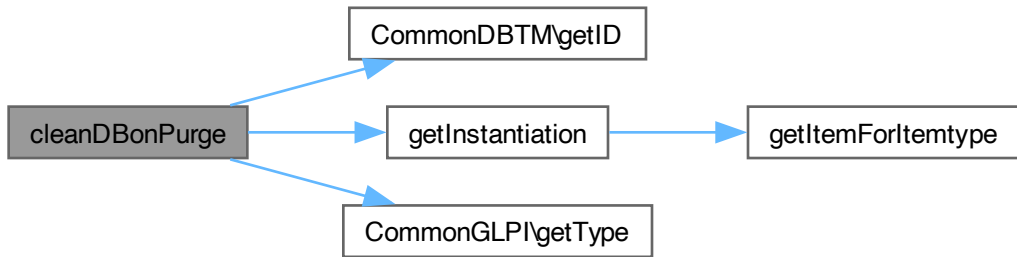 CommonDBTM\getID
cleanDBonPurge
getInstantiation
getItemForItemtype
CommonGLPI\getType